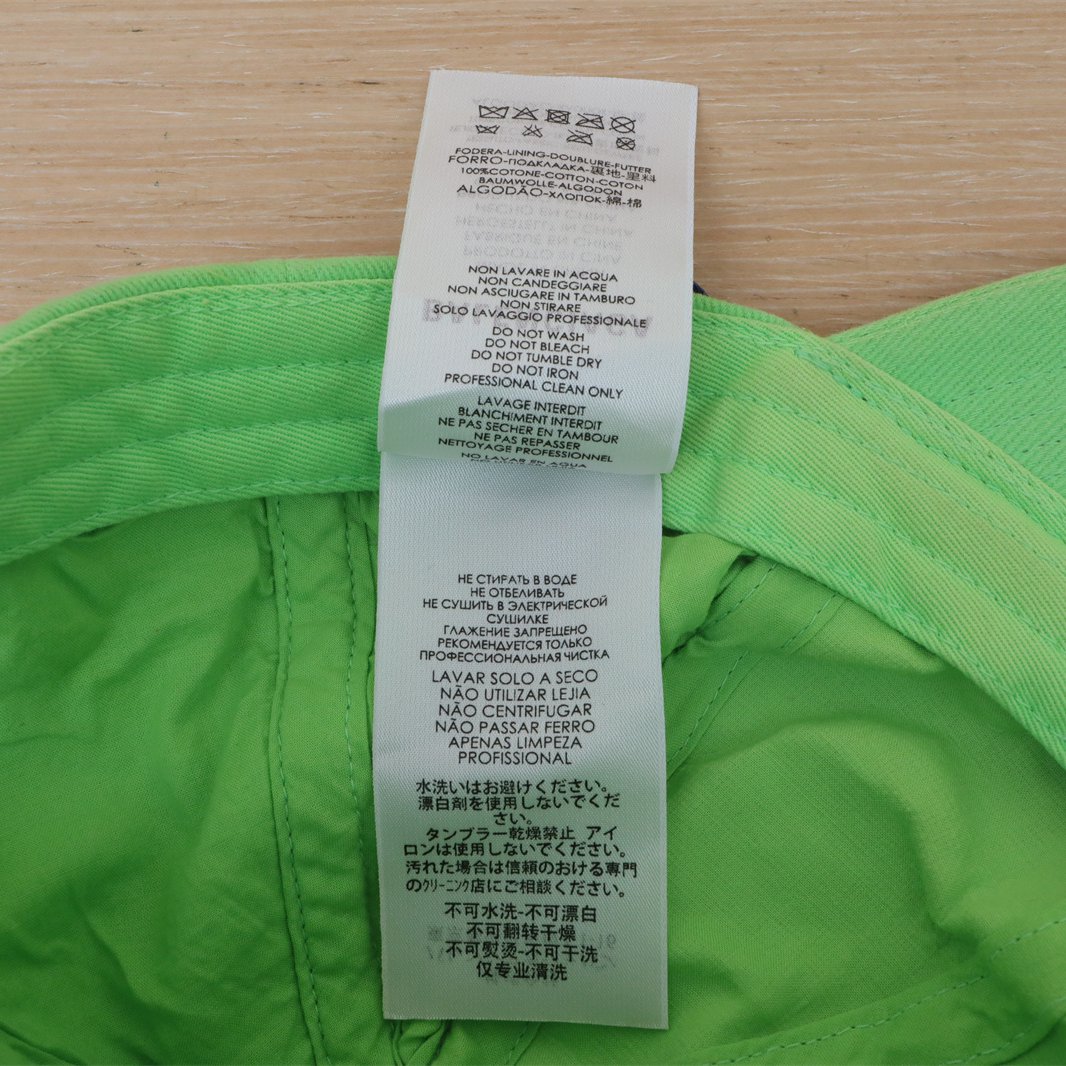 FODERA-LINING-DOUBLURE-FUTTER
FORRO-ПОДКЛАДКА-裏地-里料
100%COTONE-COTTON-COTON
BAUMWOLLE-ALGODON
ALGODÃO-ХЛОПОК-綿-棉
NON LAVARE IN ACQUA
NON CANDEGGIARE
NON ASCIUGARE IN TAMBURO
NON STIRARE
SOLO LAVAGGIO PROFESSIONALE
DO NOT WASH
DO NOT BLEACH
DO NOT TUMBLE DRY
DO NOT IRON
PROFESSIONAL CLEAN ONLY
LAVAGE INTERDIT
BLANCHIMENT INTERDIT
NE PAS SECHER EN TAMBOUR
NE PAS REPASSER
NETTOYAGE PROFESSIONNEL
NO LAVAR EN AGUA
НЕ СТИРАТЬ В ВОДЕ
НЕ ОТБЕЛИВАТЬ
НЕ СУШИТЬ В ЭЛЕКТРИЧЕСКОЙ
СУШИЛКЕ
ГЛАЖЕНИЕ ЗАПРЕЩЕНО
РЕКОМЕНДУЕТСЯ ТОЛЬКО
ПРОФЕССИОНАЛЬНАЯ ЧИСТКА
LAVAR SOLO A SECO
NÃO UTILIZAR LEJIA
NÃO CENTRIFUGAR
NÃO PASSAR FERRO
APENAS LIMPEZA
PROFISSIONAL
水洗いはお避けください。
漂白剤を使用しないでくだ
さい。
タンブラー乾燥禁止 アイ
ロンは使用しないでください。
汚れた場合は信頼のおける専門
のクリーニング店にご相談ください。
不可水洗-不可漂白
不可翻转干燥
不可熨烫-不可干洗
仅专业清洗